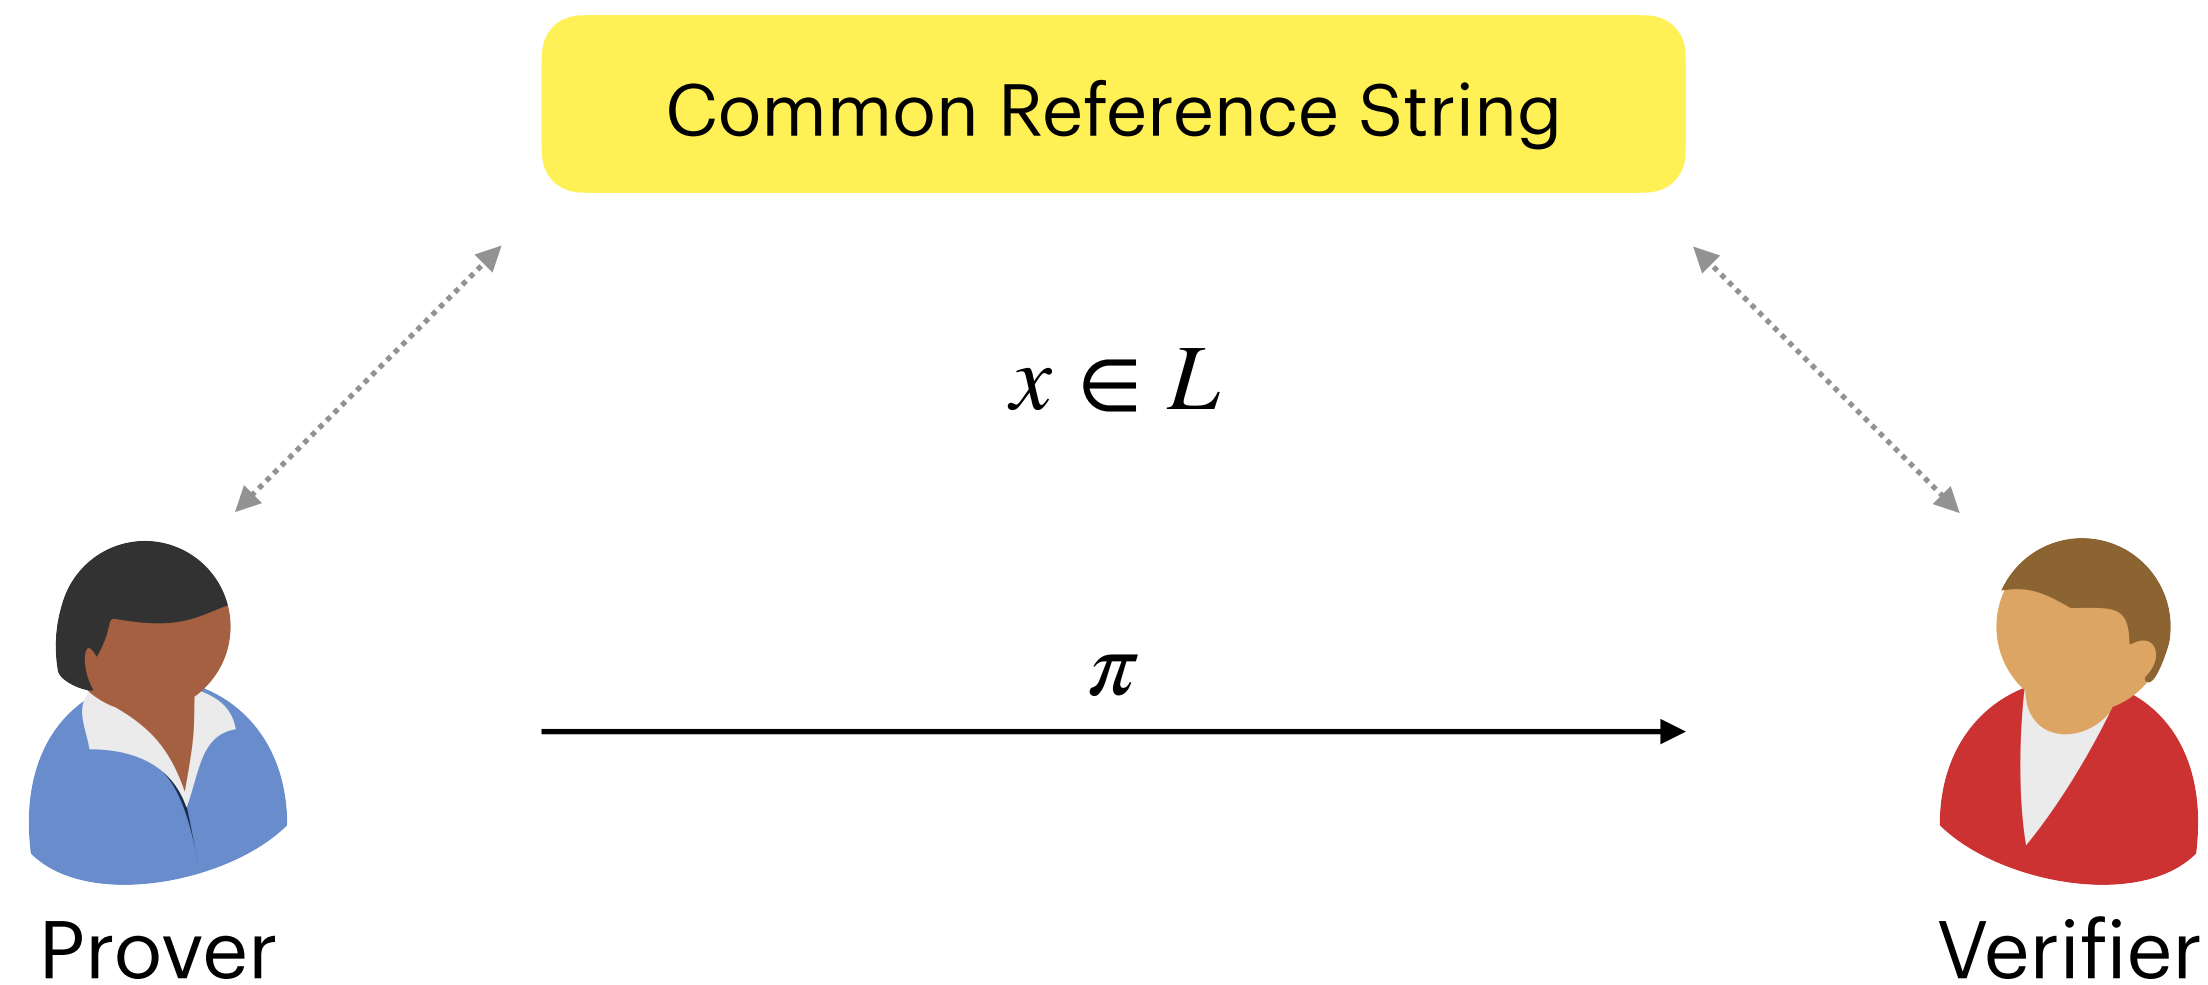 Common Reference String
x ∈ L
π
Prover
Verifier